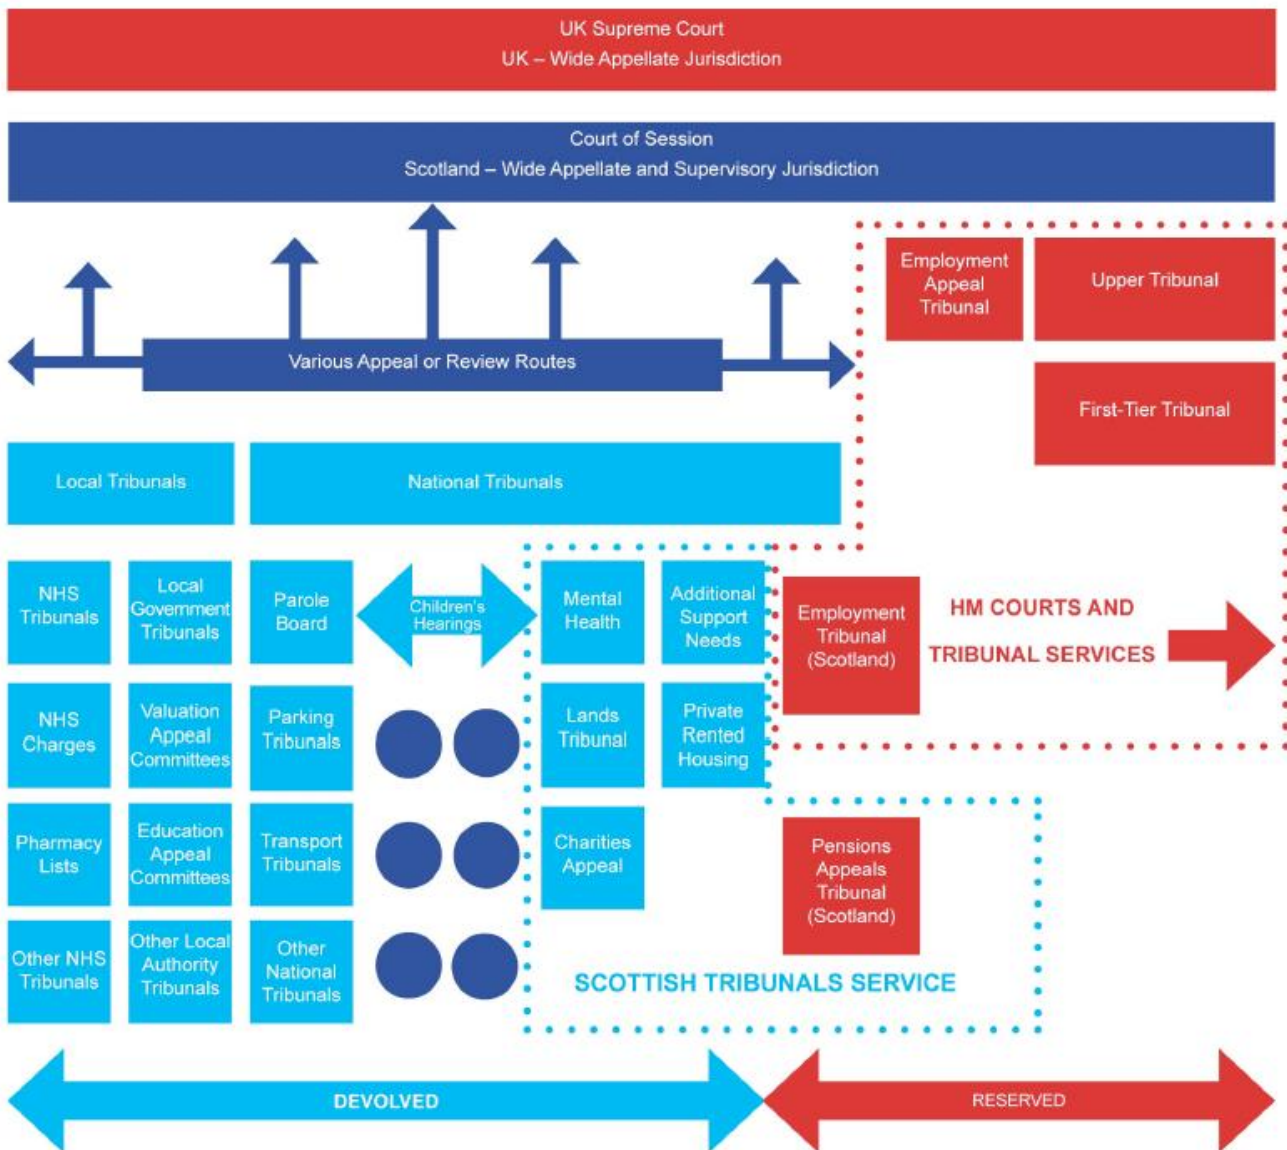 UK Supreme Court
UK – Wide Appellate Jurisdiction
Court of Session
Scotland – Wide Appellate and Supervisory Jurisdiction
Employment
Appeal
Tribunal
Upper Tribunal
Various Appeal or Review Routes
First-Tier Tribunal
Local Tribunals
National Tribunals
NHS
Tribunals
Local
Government
Tribunals
Parole
Board
Children's
Hearings
Mental
Health
Additional
Support
Needs
Employment
Tribunal
(Scotland)
HM COURTS AND
TRIBUNAL SERVICES
NHS
Charges
Valuation
Appeal
Committees
Parking
Tribunals
Lands
Tribunal
Private
Rented
Housing
Pharmacy
Lists
Education
Appeal
Committees
Transport
Tribunals
Charities
Appeal
Pensions
Appeals
Tribunal
(Scotland)
Other NHS
Tribunals
Other Local
Authority
Tribunals
Other
National
Tribunals
SCOTTISH TRIBUNALS SERVICE
DEVOLVED
RESERVED